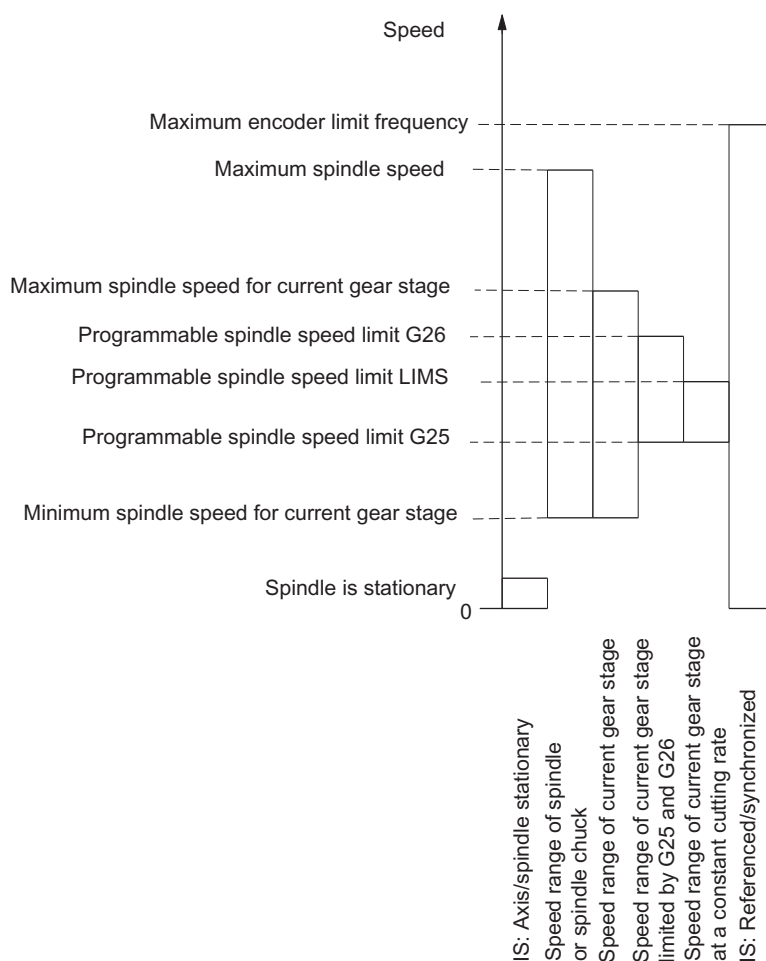 Speed
Maximum encoder limit frequency
Maximum spindle speed
Maximum spindle speed for current gear stage
Programmable spindle speed limit G26
Programmable spindle speed limit LIMS
Programmable spindle speed limit G25
Minimum spindle speed for current gear stage
Spindle is stationary
0
IS: Axis/spindle stationary
Speed range of spindle
or spindle chuck
Speed range of current gear stage
Speed range of current gear stage
limited by G25 and G26
Speed range of current gear stage
at a constant cutting rate
IS: Referenced/synchronized